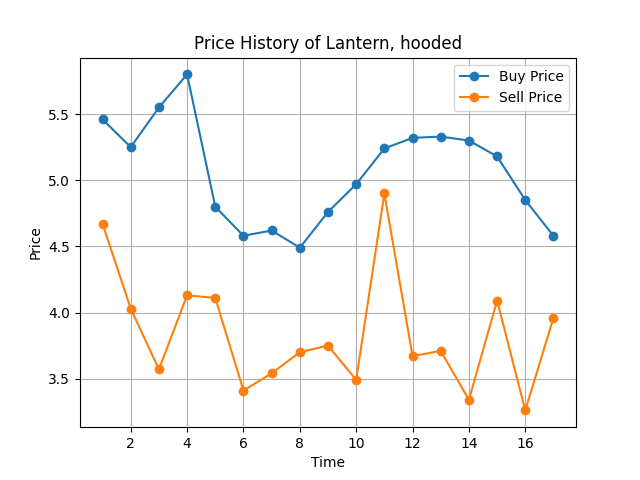 Price History of Lantern, hooded
Buy Price
Sell Price
5.5
5.0
4.5
4.0
3.5
Price
2 4 6 8 10 12 14 16
Time